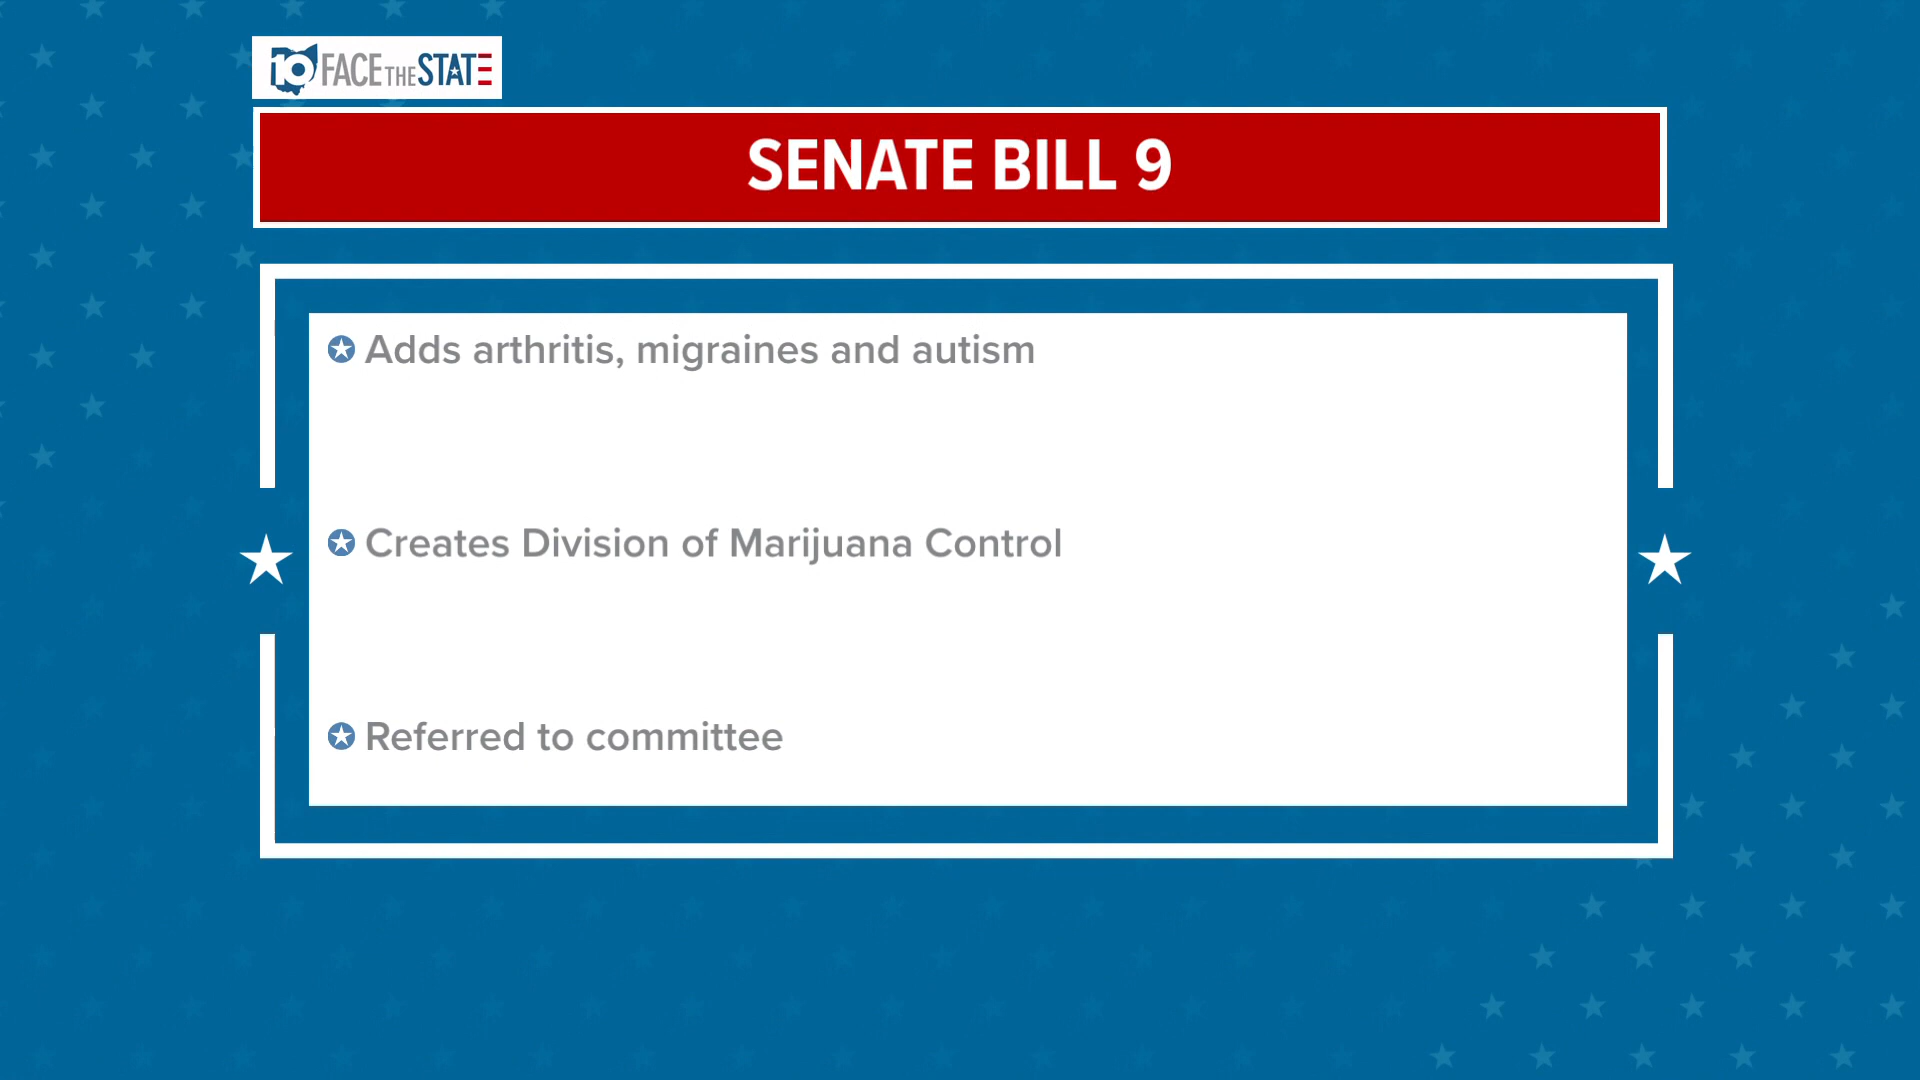 10 FACE THE STATE
SENATE BILL 9
Adds arthritis, migraines and autism
Creates Division of Marijuana Control
Referred to committee